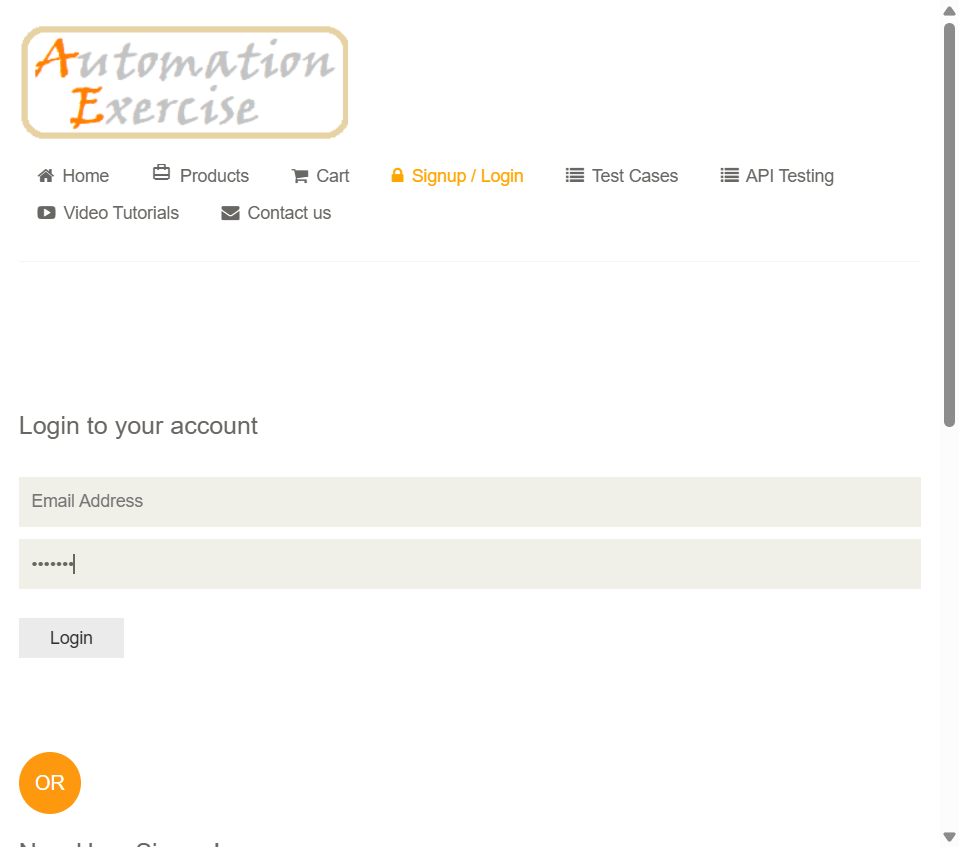 Automation
Exercise
Home Products Cart Signup / Login Test Cases API Testing
Video Tutorials Contact us
Login to your account
Email Address
•••••••
Login
OR